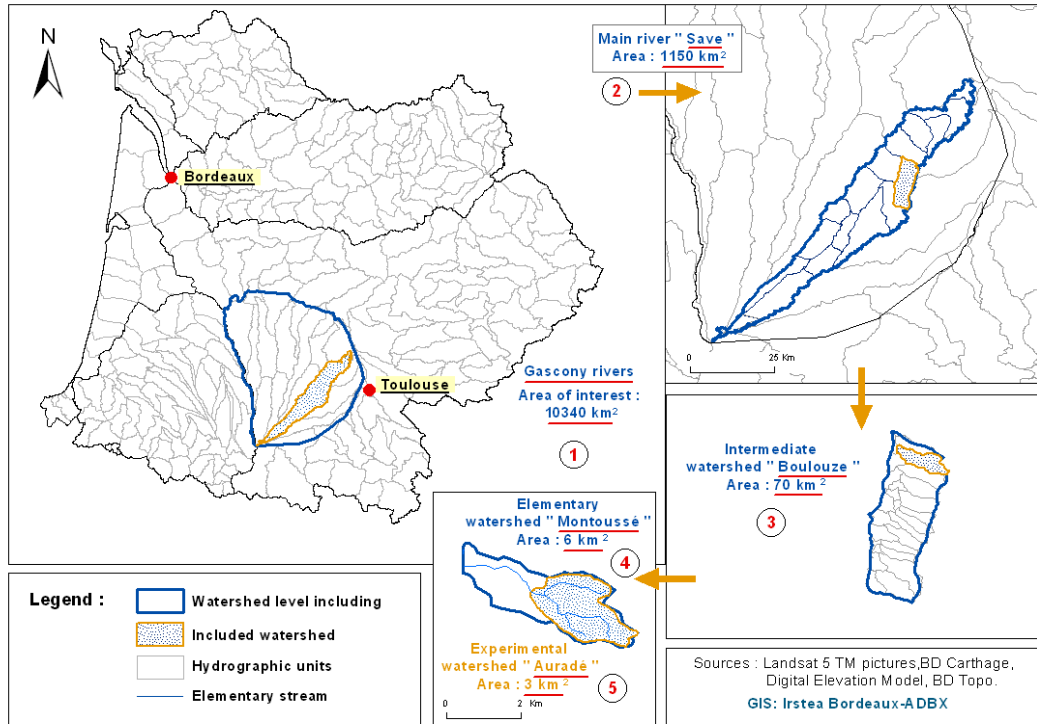 N
Bordeaux
Toulouse
Gascony rivers
Area of interest :
10340 km²
1
Main river " Save "
Area : 1150 km²
2
0 25 Km
Intermediate
watershed " Boulouze "
Area : 70 km²
3
Elementary
watershed " Montoussé "
Area : 6 km²
4
Experimental
watershed "Auradé "
Area : 3 km²
5
0 2
Km
Legend :
Watershed level including
Included watershed
Hydrographic units
Elementary stream
Sources : Landsat 5 TM pictures,BD Carthage,
Digital Elevation Model, BD Topo.
GIS: Irstea Bordeaux-ADBX